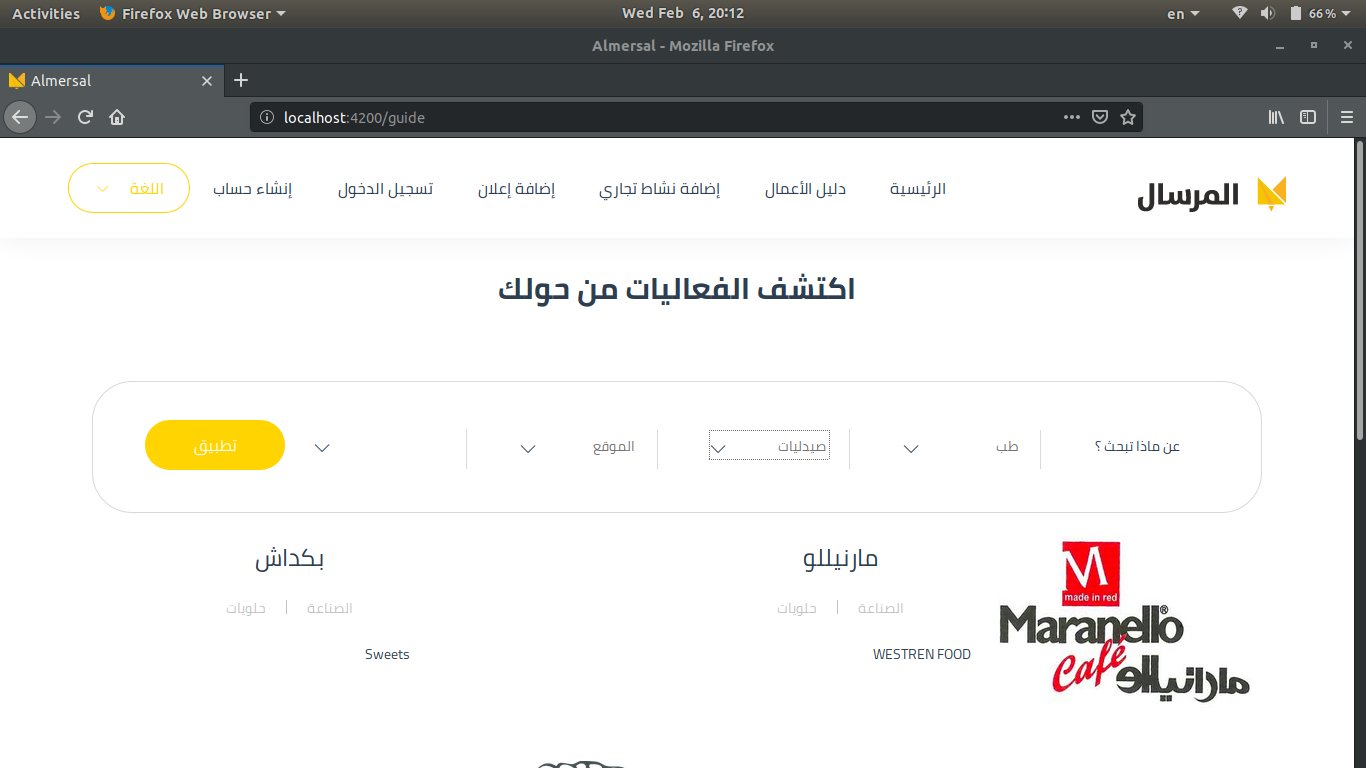 Activities Firefox Web Browser Wed Feb 6, 20:12 en 66 %
Almersal - Mozilla Firefox
Almersal
localhost:4200/guide
المرسال الرئيسية دليل الأعمال إضافة نشاط تجاري إضافة إعلان تسجيل الدخول إنشاء حساب اللغة
اكتشف الفعاليات من حولك
عن ماذا تبحث ؟ طب صيدليات الموقع تطبيق
made in red
Maranello®
Café مارانيللو
مارنيللو
الصناعة حلويات
WESTREN FOOD
بكداش
الصناعة حلويات
Sweets